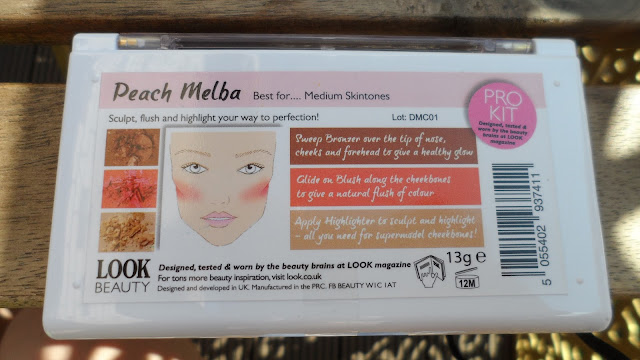 Peach Melba Best for.... Medium Skintones
PRO
KIT
Designed, tested &
worn by the beauty
brains at LOOK
magazine
Sculpt, flush and highlight your way to perfection!
Lot: DMC01
Sweep Bronzer over the tip of nose,
cheeks and forehead to give a healthy glow
Glide on Blush along the cheekbones
to give a natural flush of colour
Apply Highlighter to sculpt and highlight
– all you need for supermodel cheekbones!
LOOK
BEAUTY
Designed, tested & worn by the beauty brains at LOOK magazine
For tons more beauty inspiration, visit look.co.uk
Designed and developed in UK. Manufactured in the PRC. FB BEAUTY W1C 1AT
13g e
12M
5 055402 937411